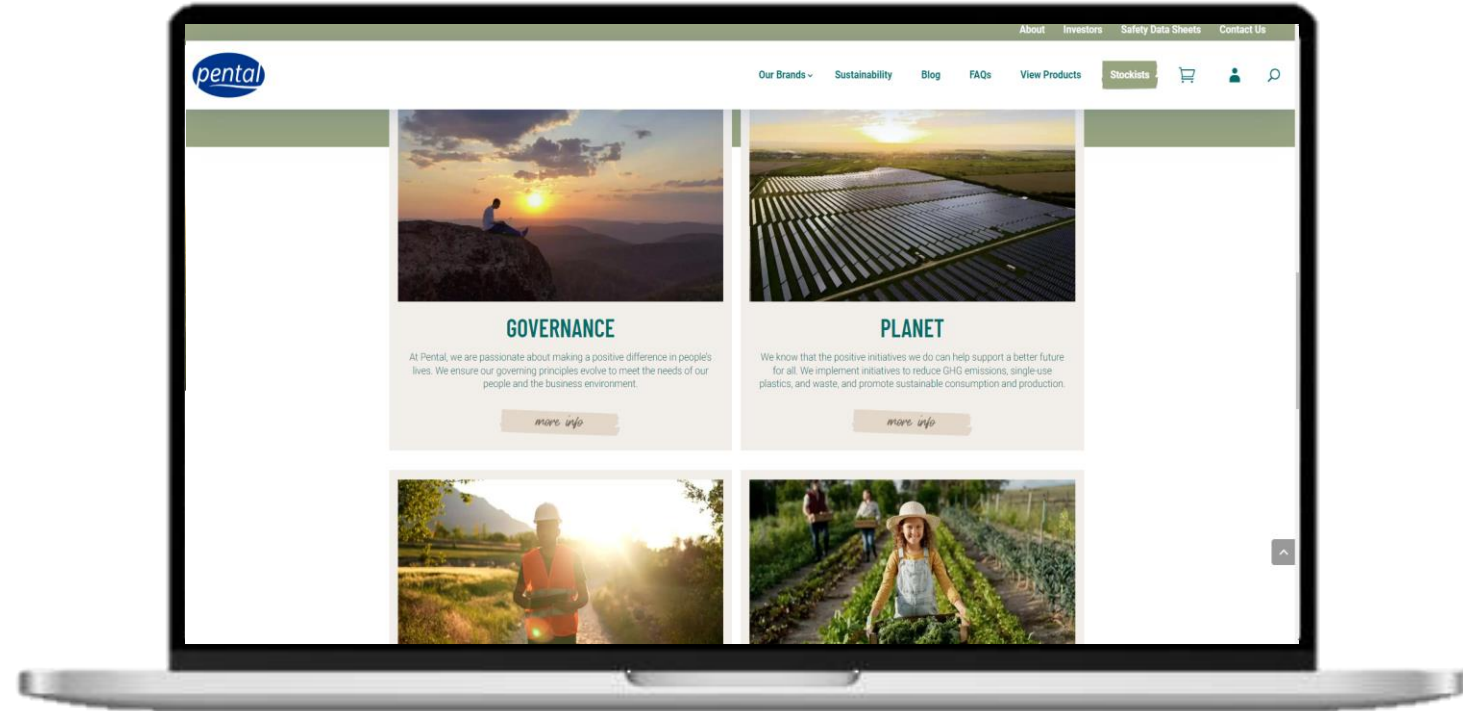 About Investors Safety Data Sheets Contact Us
pental
Our Brands Sustainability Blog FAQs View Products Stockists
GOVERNANCE
At Pental, we are passionate about making a positive difference in people's
lives. We ensure our governing principles evolve to meet the needs of our
people and the business environment.
more info
PLANET
We know that the positive initiatives we do can help support a better future
for all. We implement initiatives to reduce GHG emissions, single-use
plastics, and waste, and promote sustainable consumption and production.
more info